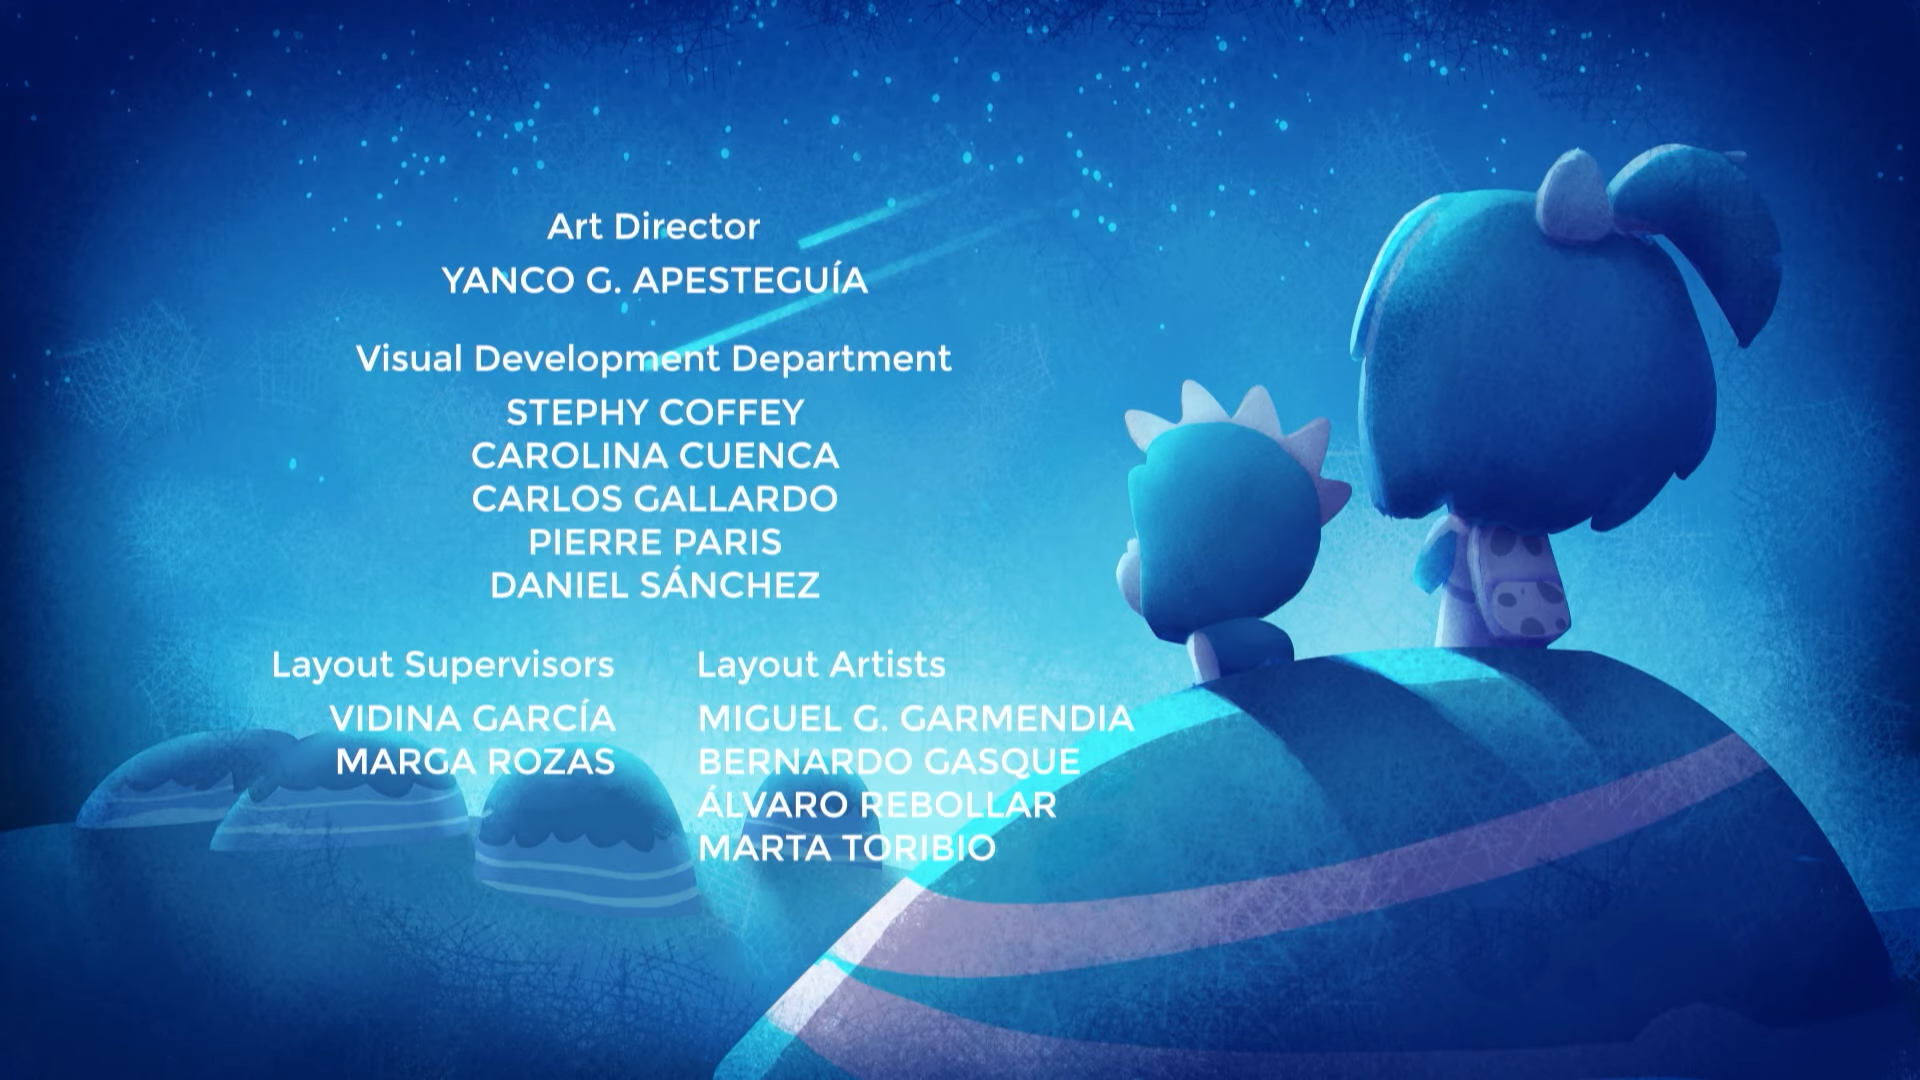 Art Director
YANCO G. APESTEGUÍA
Visual Development Department
STEPHY COFFEY
CAROLINA CUENCA
CARLOS GALLARDO
PIERRE PARIS
DANIEL SÁNCHEZ
Layout Supervisors
VIDINA GARCÍA
MARGA ROZAS
Layout Artists
MIGUEL G. GARMENDIA
BERNARDO GASQUE
ÁLVARO REBOLLAR
MARTA TORIBIO